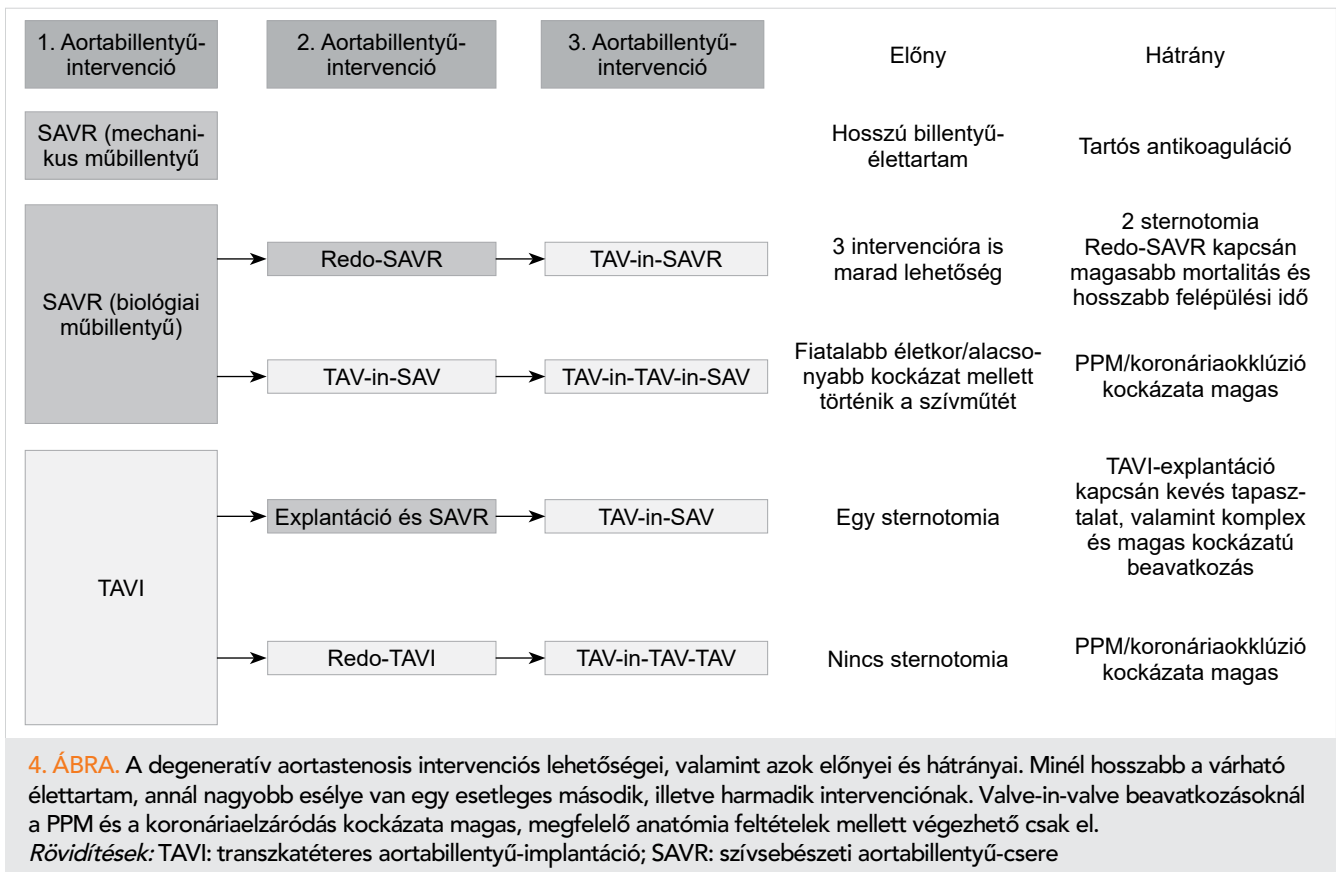 1. Aortabillentyű-
intervenció
2. Aortabillentyű-
intervenció
3. Aortabillentyű-
intervenció
Előny
Hátrány
SAVR (mechani-
kus műbillentyű
Hosszú billentyű-
élettartam
Tartós antikoaguláció
SAVR (biológiai
műbillentyű)
Redo-SAVR
TAV-in-SAVR
3 intervencióra is
marad lehetőség
2 sternotomia
Redo-SAVR kapcsán
magasabb mortalitás és
hosszabb felépülési idő
TAV-in-SAV
TAV-in-TAV-in-SAV
Fiatalabb életkor/alacso-
nyabb kockázat mellett
történik a szívműtét
PPM/koronáriaokklúzió
kockázata magas
TAVI
Explantáció és SAVR
TAV-in-SAV
Egy sternotomia
TAVI-explantáció
kapcsán kevés tapasz-
talat, valamint komplex
és magas kockázatú
beavatkozás
Redo-TAVI
TAV-in-TAV-TAV
Nincs sternotomia
PPM/koronáriaokklúzió
kockázata magas
4. ÁBRA. A degeneratív aortastenosis intervenciós lehetőségei, valamint azok előnyei és hátrányai. Minél hosszabb a várható
élettartam, annál nagyobb esélye van egy esetleges második, illetve harmadik intervenciónak. Valve-in-valve beavatkozásoknál
a PPM és a koronáriaelzáródás kockázata magas, megfelelő anatómia feltételek mellett végezhető csak el.
Rövidítések: TAVI: transzkatéteres aortabillentyű-implantáció; SAVR: szívsebészeti aortabillentyű-csere